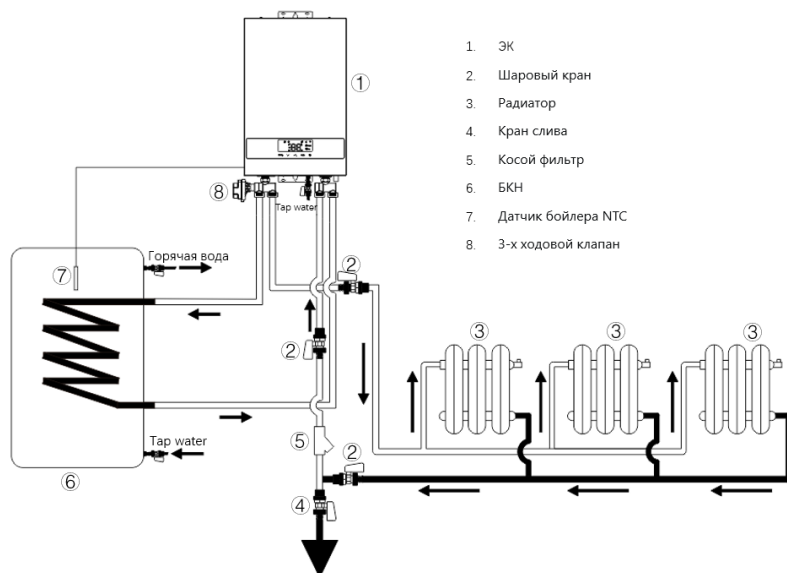 1. ЭК
2. Шаровый кран
3. Радиатор
4. Кран слива
5. Косой фильтр
6. БКН
7. Датчик бойлера NTC
8. 3-х ходовой клапан
①
⑧
Tap water
Горячая вода
⑦
②
②
③
③
③
⑤
Tap water
②
⑥
④